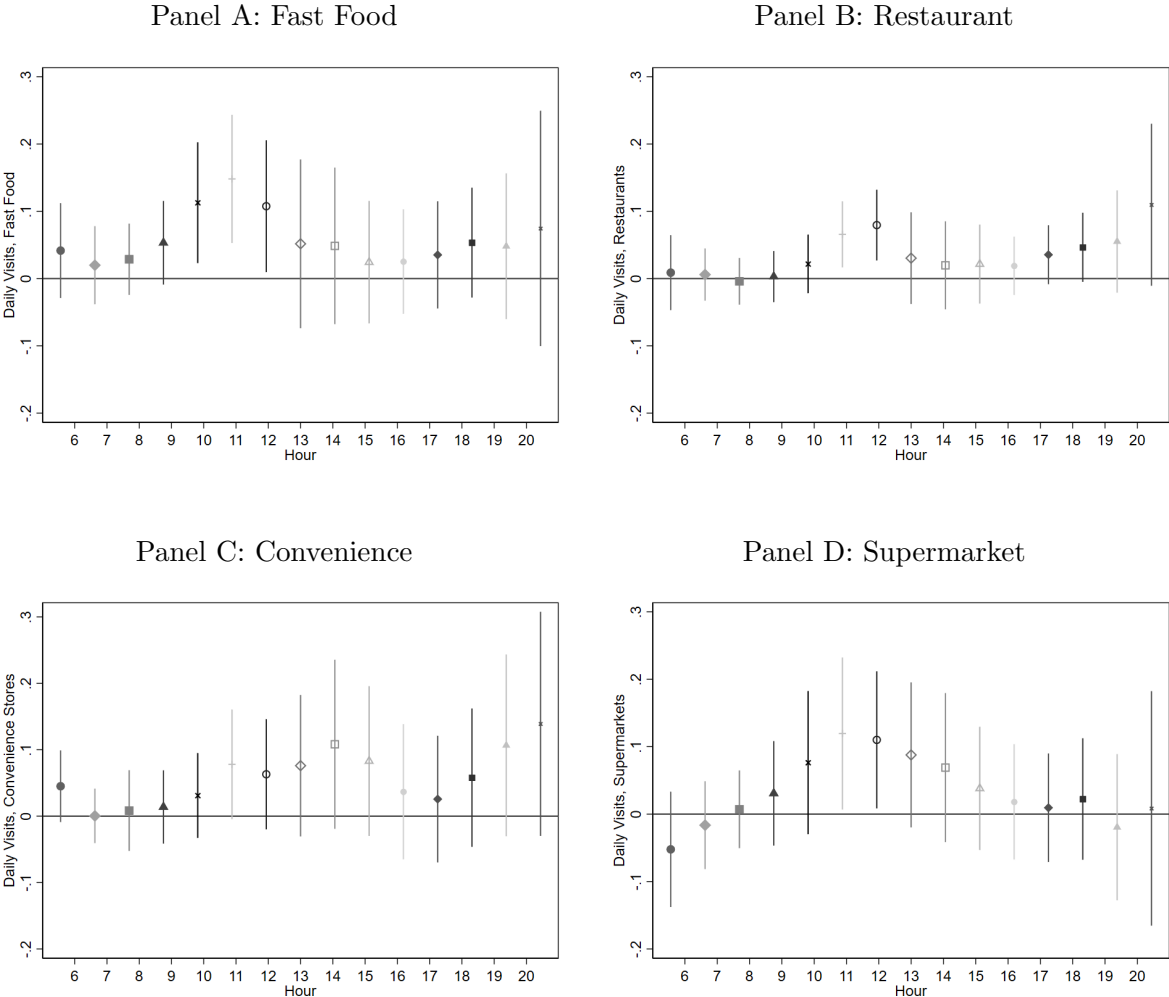 Panel A: Fast Food
Daily Visits, Fast Food
.3
.2
.1
0
-.1
-.2
6 7 8 9 10 11 12 13 14 15 16 17 18 19 20
Hour
Panel B: Restaurant
Daily Visits, Restaurants
.3
.2
.1
0
-.1
-.2
6 7 8 9 10 11 12 13 14 15 16 17 18 19 20
Hour
Panel C: Convenience
Daily Visits, Convenience Stores
.3
.2
.1
0
-.1
-.2
6 7 8 9 10 11 12 13 14 15 16 17 18 19 20
Hour
Panel D: Supermarket
Daily Visits, Supermarkets
.3
.2
.1
0
-.1
-.2
6 7 8 9 10 11 12 13 14 15 16 17 18 19 20
Hour